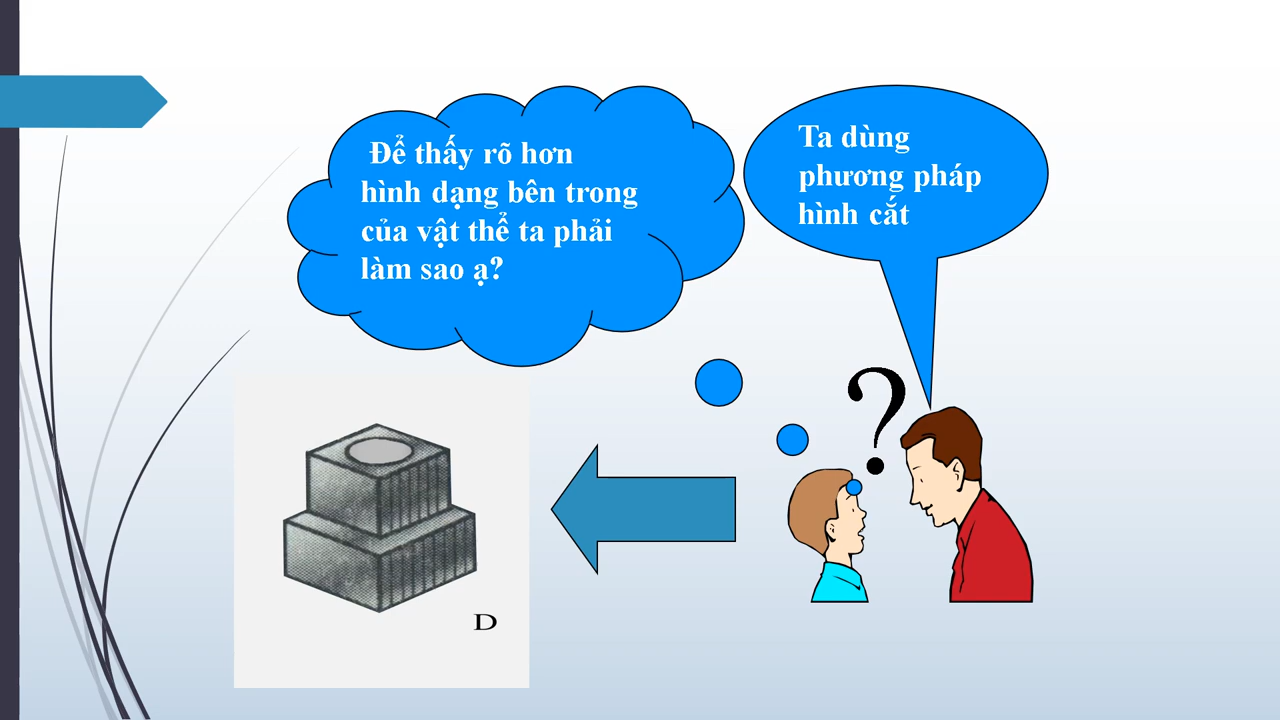 Để thấy rõ hơn
hình dạng bên trong
của vật thể ta phải
làm sao ạ?
Ta dùng
phương pháp
hình cắt
?
D